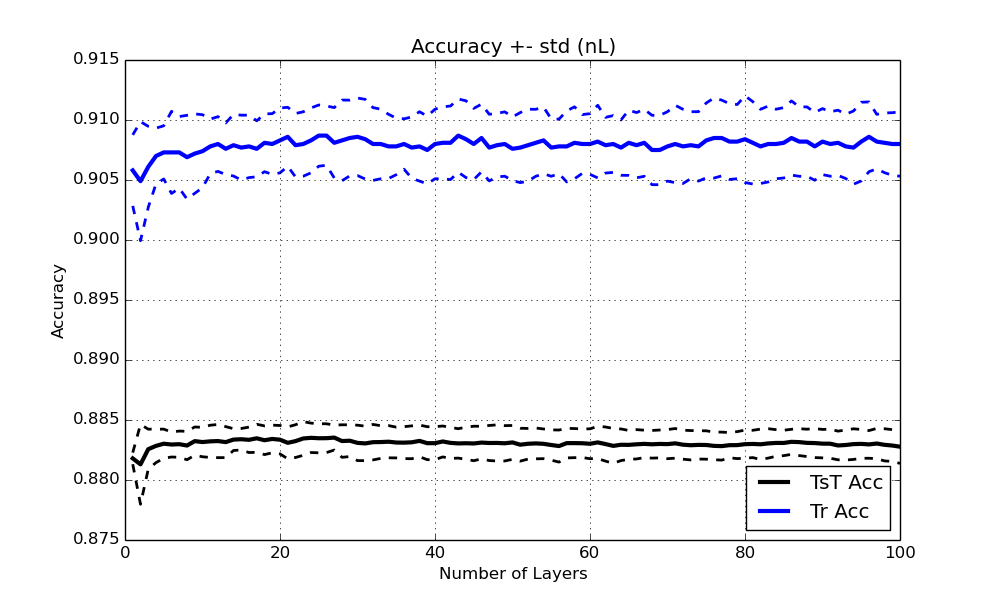 Accuracy +- std (nL)
0.915
0.910
0.905
0.900
0.895
0.890
0.885
0.880
0.875
Accuracy
TsT Acc
Tr Acc
0 20 40 60 80 100
Number of Layers